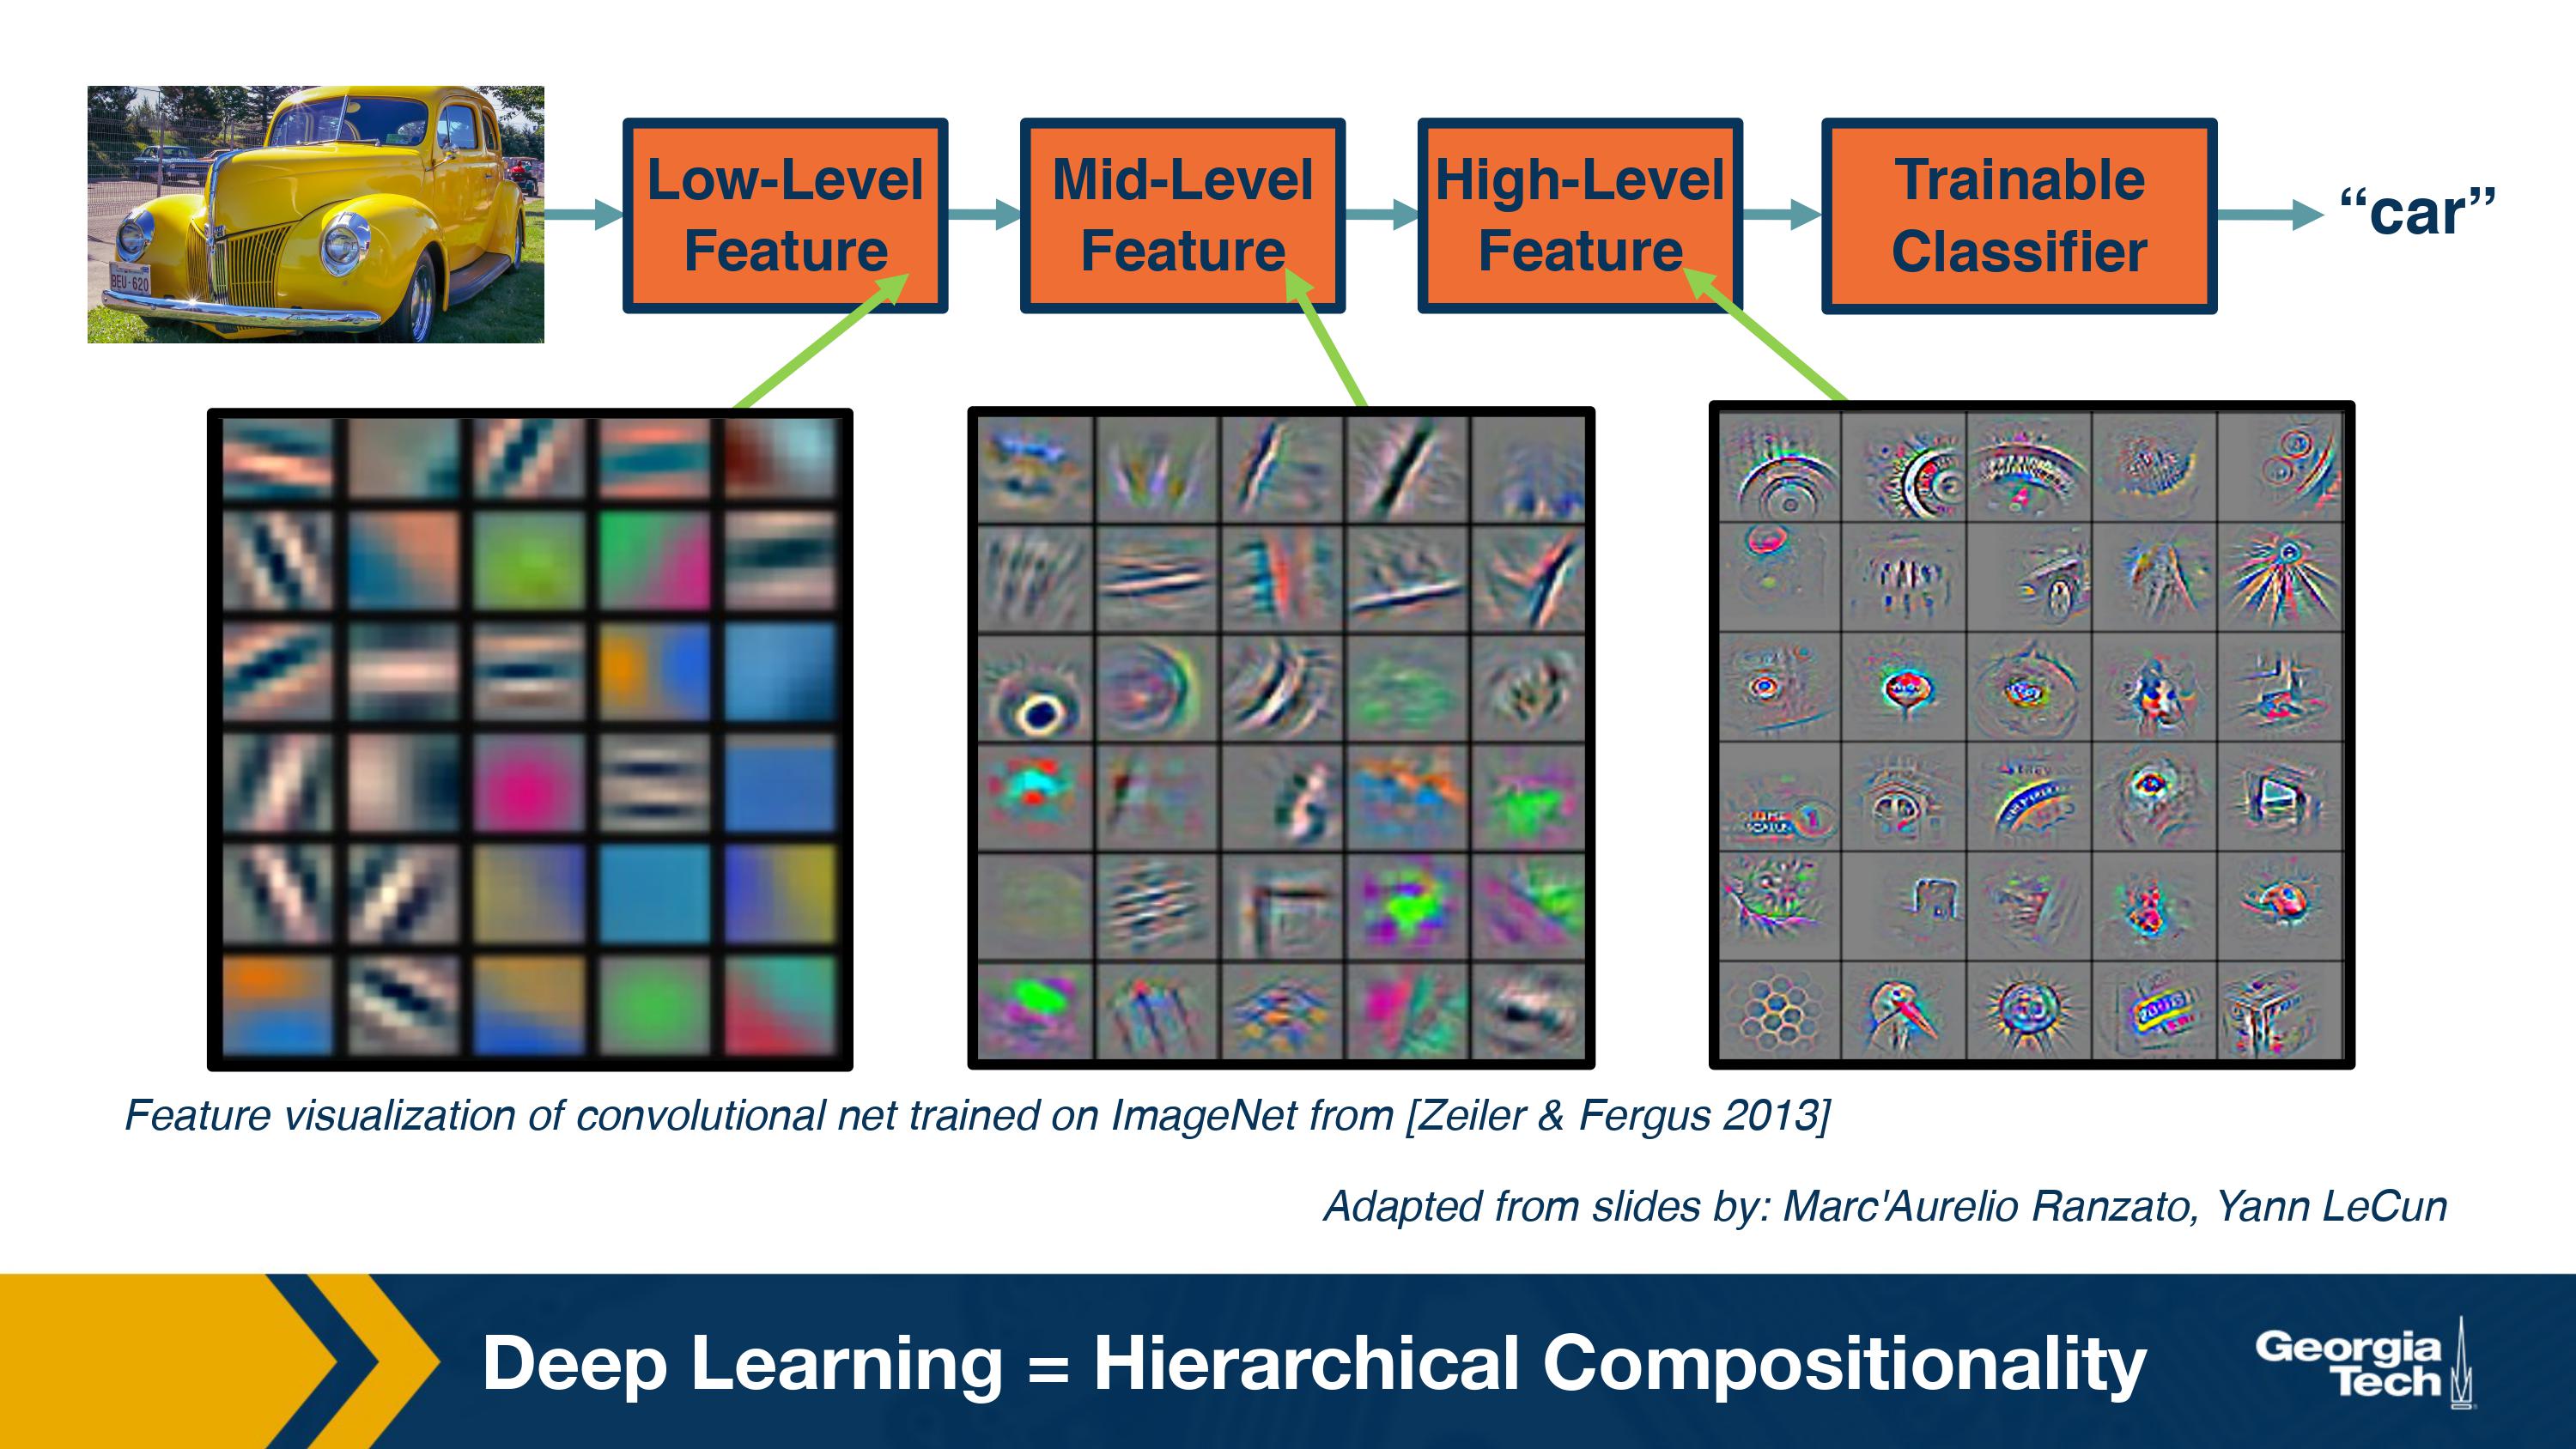 Low-Level
Feature
Mid-Level
Feature
High-Level
Feature
Trainable
Classifier
“car”
BEU-620
Feature visualization of convolutional net trained on ImageNet from [Zeiler & Fergus 2013]
Adapted from slides by: Marc'Aurelio Ranzato, Yann LeCun
Deep Learning = Hierarchical Compositionality
Georgia
Tech